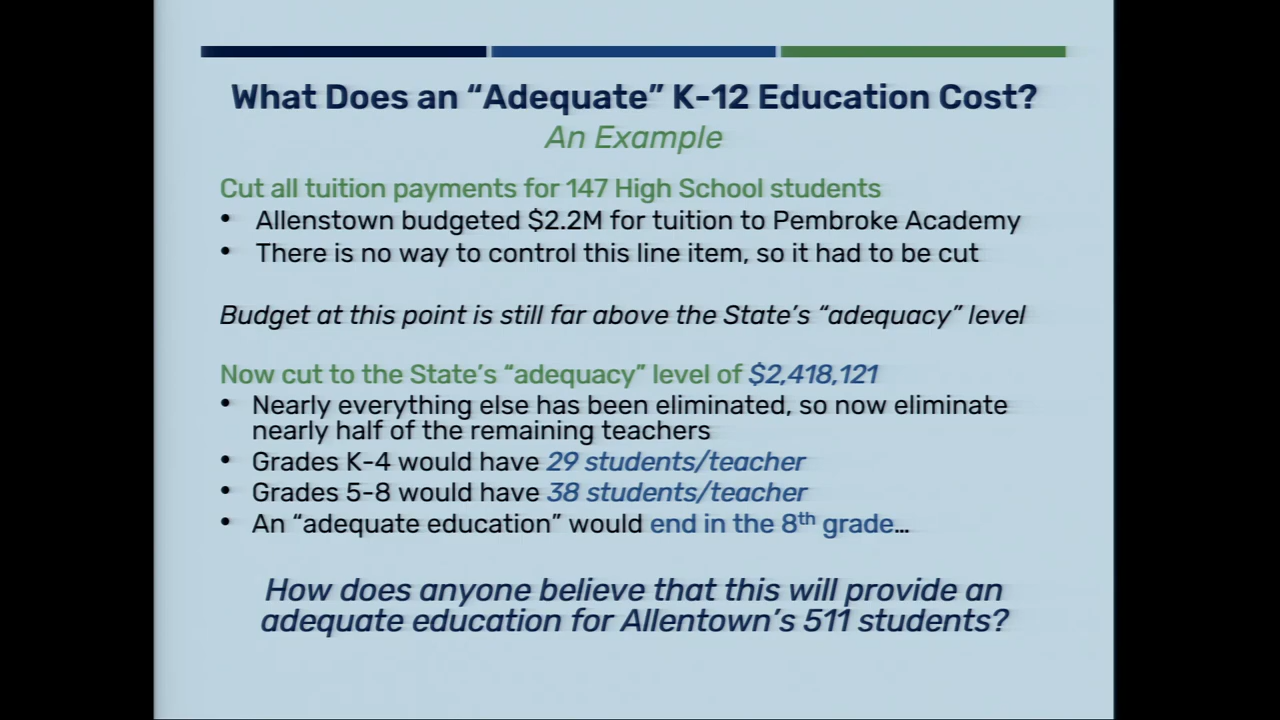 What Does an “Adequate” K-12 Education Cost?
An Example
Cut all tuition payments for 147 High School students
• Allenstown budgeted $2.2M for tuition to Pembroke Academy
• There is no way to control this line item, so it had to be cut
Budget at this point is still far above the State’s “adequacy” level
Now cut to the State’s “adequacy” level of $2,418,121
• Nearly everything else has been eliminated, so now eliminate
nearly half of the remaining teachers
• Grades K-4 would have 29 students/teacher
• Grades 5-8 would have 38 students/teacher
• An “adequate education” would end in the 8th grade…
How does anyone believe that this will provide an
adequate education for Allentown’s 511 students?